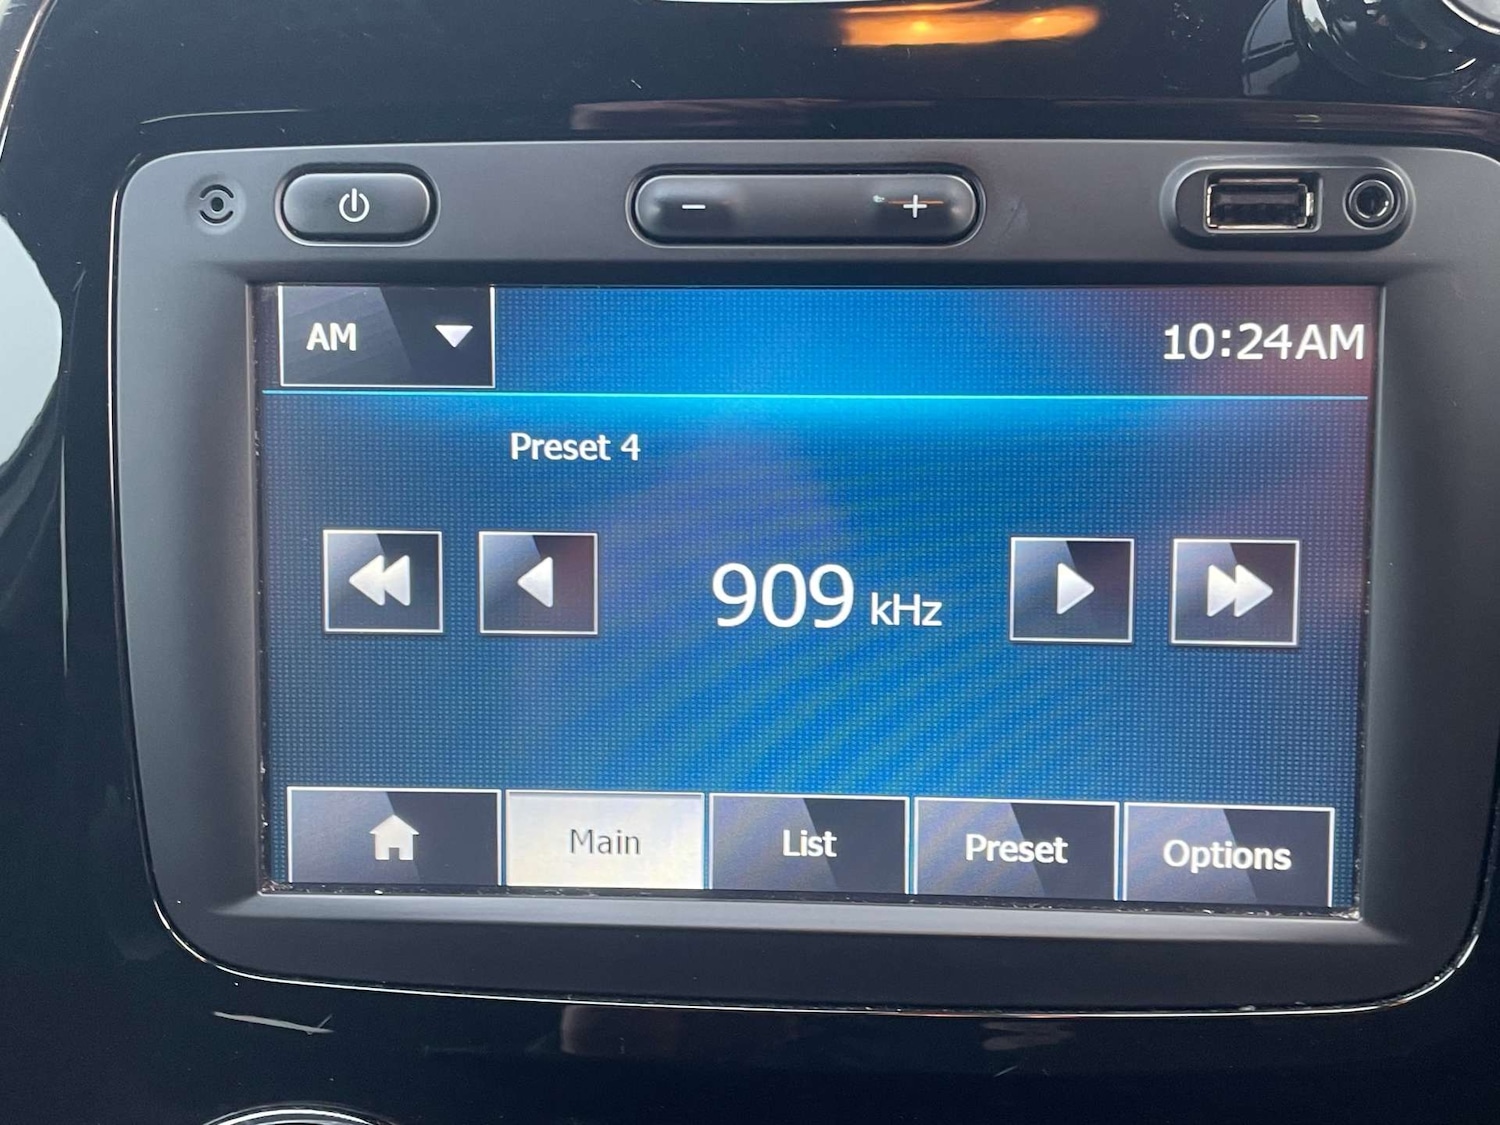 AM
10:24AM
Preset 4
909 kHz
Main
List
Preset
Options